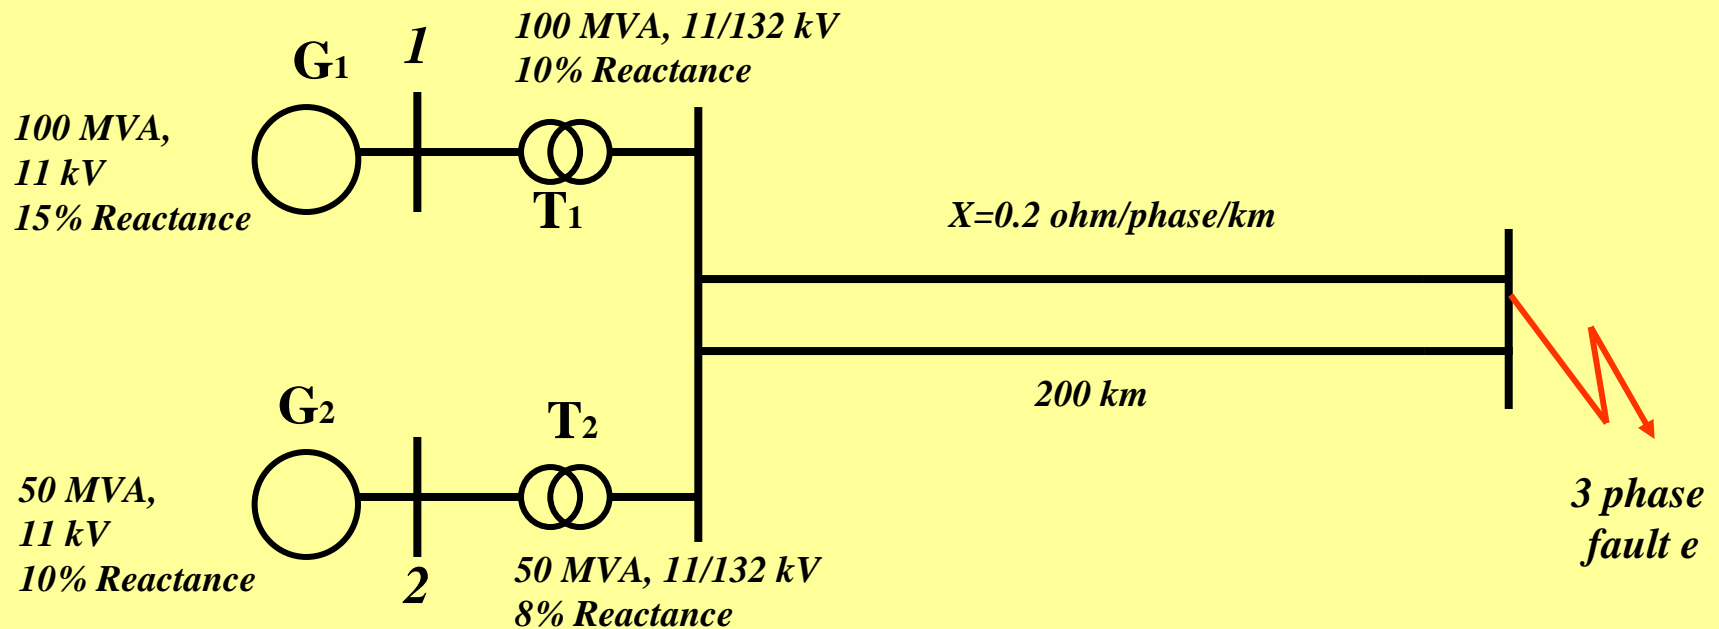 G1
1
100 MVA, 11/132 kV
10% Reactance
100 MVA,
11 kV
15% Reactance
T1
X=0.2 ohm/phase/km
200 km
G2
T2
50 MVA,
11 kV
10% Reactance
2
50 MVA, 11/132 kV
8% Reactance
3 phase
fault e